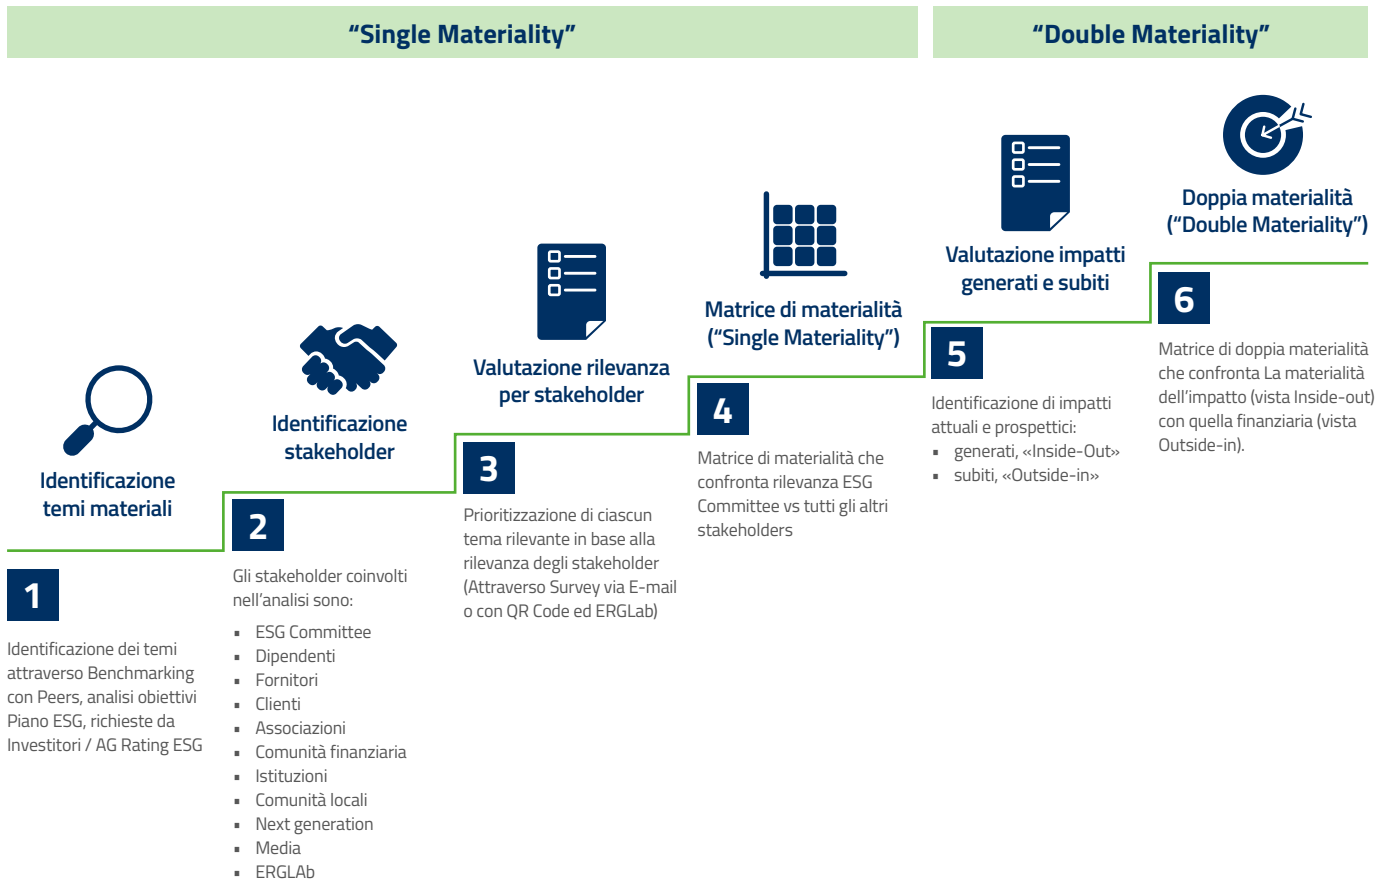 “Single Materiality”
“Double Materiality”
Identificazione
temi materiali
1
Identificazione dei temi
attraverso Benchmarking
con Peers, analisi obiettivi
Piano ESG, richieste da
Investitori / AG Rating ESG
Identificazione
stakeholder
2
Gli stakeholder coinvolti
nell’analisi sono:
▪ ESG Committee
▪ Dipendenti
▪ Fornitori
▪ Clienti
▪ Associazioni
▪ Comunità finanziaria
▪ Istituzioni
▪ Comunità locali
▪ Next generation
▪ Media
▪ ERGLAb
Valutazione rilevanza
per stakeholder
3
Prioritizzazione di ciascun
tema rilevante in base alla
rilevanza degli stakeholder
(Attraverso Survey via E-mail
o con QR Code ed ERGLab)
Matrice di materialità
(“Single Materiality”)
4
Matrice di materialità che
confronta rilevanza ESG
Committee vs tutti gli altri
stakeholders
Valutazione impatti
generati e subiti
5
Identificazione di impatti
attuali e prospettici:
▪ generati, «Inside-Out»
▪ subiti, «Outside-in»
Doppia materialità
(“Double Materiality”)
6
Matrice di doppia materialità
che confronta La materialità
dell’impatto (vista Inside-out)
con quella finanziaria (vista
Outside-in).